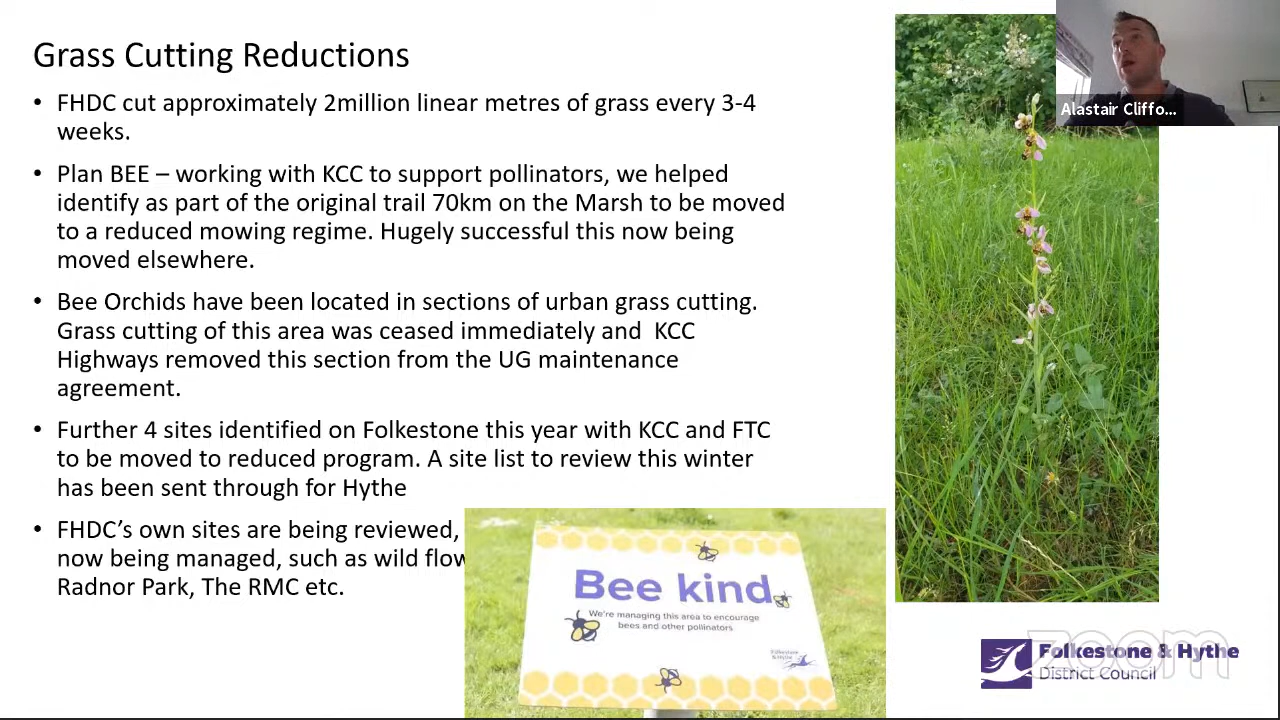 Grass Cutting Reductions
• FHDC cut approximately 2million linear metres of grass every 3-4
weeks.
• Plan BEE – working with KCC to support pollinators, we helped
identify as part of the original trail 70km on the Marsh to be moved
to a reduced mowing regime. Hugely successful this now being
moved elsewhere.
• Bee Orchids have been located in sections of urban grass cutting.
Grass cutting of this area was ceased immediately and  KCC
Highways removed this section from the UG maintenance
agreement.
• Further 4 sites identified on Folkestone this year with KCC and FTC
to be moved to reduced program. A site list to review this winter
has been sent through for Hythe
• FHDC’s own sites are being reviewed,
now being managed, such as wild flow
Radnor Park, The RMC etc.
Alastair Cliffo...
Bee kind
We're managing this area to encourage
bees and other pollinators
Folkestone
& Hythe
Folkestone & Hythe
District Council
zoom